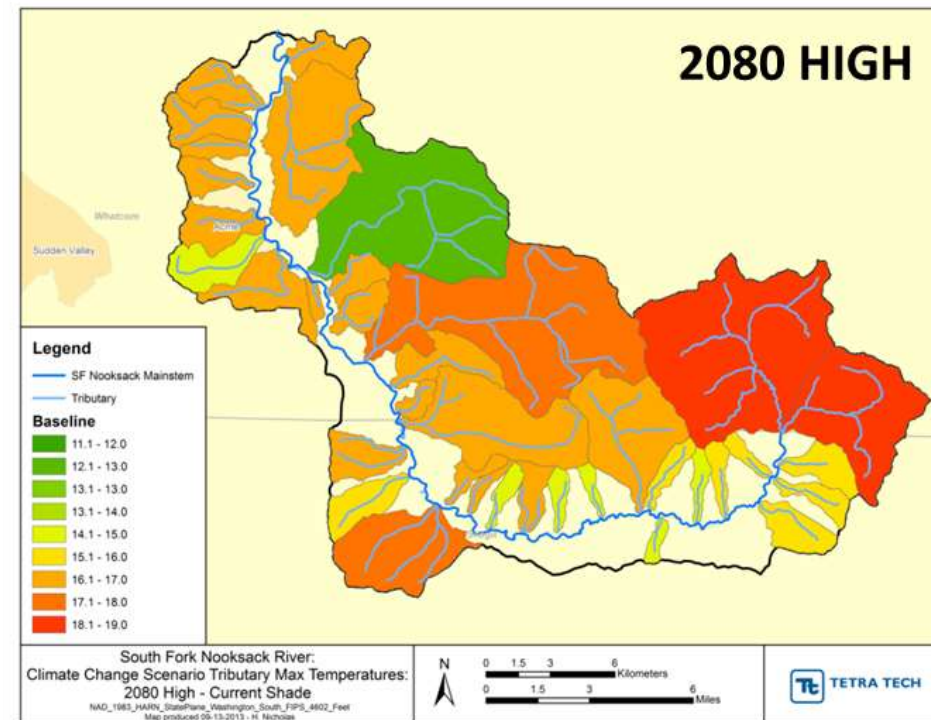 2080 HIGH
Whatcom
Acme
Sudden Valley
Skagit
Legend
SF Nooksack Mainstem
Tributary
Baseline
11.1 - 12.0
12.1 - 13.0
13.1 - 13.0
13.1 - 14.0
14.1 - 15.0
15.1 - 16.0
16.1 - 17.0
17.1 - 18.0
18.1 - 19.0
South Fork Nooksack River:
Climate Change Scenario Tributary Max Temperatures:
2080 High - Current Shade
NAD_1983_HARN_StatePlane_Washington_South_FIPS_4602_Feet
Map produced 09-13-2013 - H. Nicholas
N
0 1.5 3 6
Kilometers
0 1.5 3 6
Miles
Tt TETRA TECH